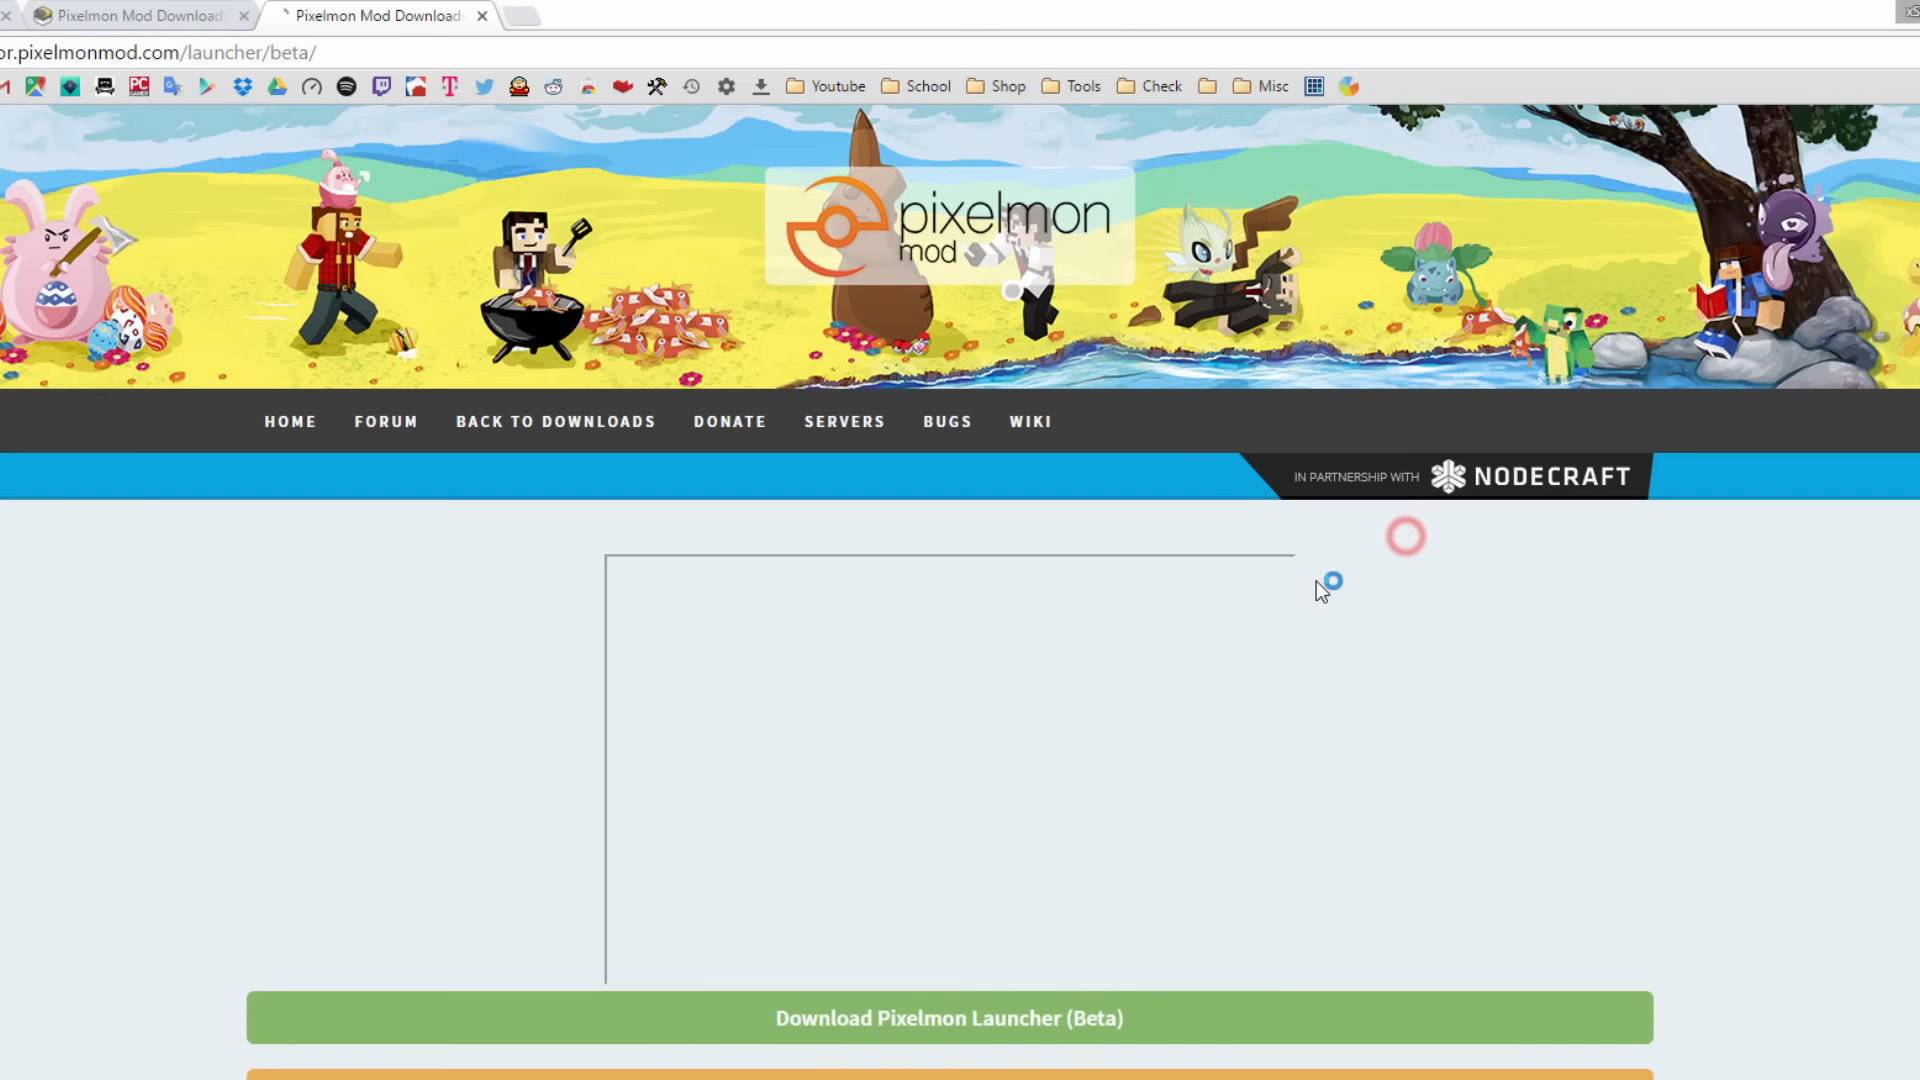 Pixelmon Mod Download
Pixelmon Mod Downloads
or.pixelmonmod.com/launcher/beta/
Youtube School Shop Tools Check Misc
pixelmon
mod
HOME FORUM BACK TO DOWNLOADS DONATE SERVERS BUGS WIKI
IN PARTNERSHIP WITH NODECRAFT
Download Pixelmon Launcher (Beta)